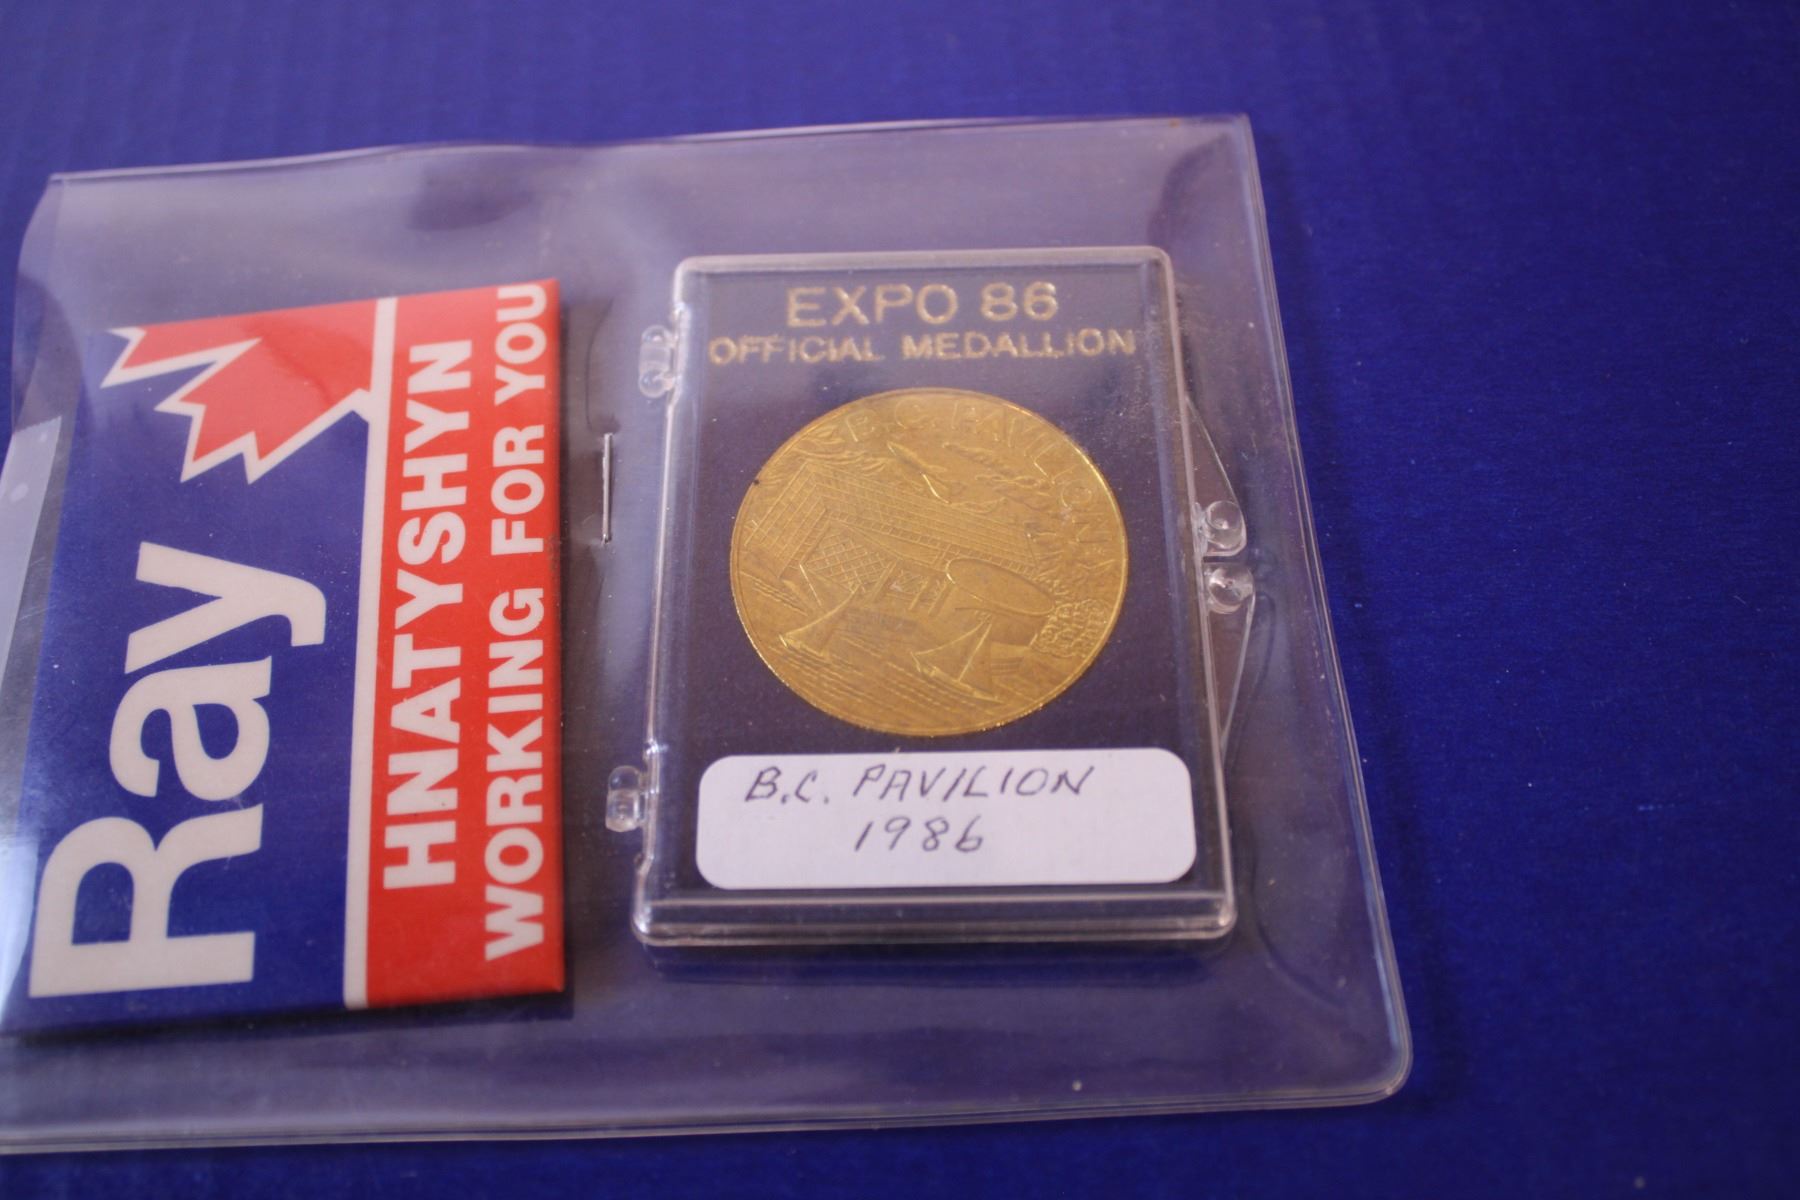 Ray
HNATYSHYN
WORKING FOR YOU
EXPO 86
OFFICIAL MEDALLION
B.C. PAVILION
B.C. PAVILION
1986